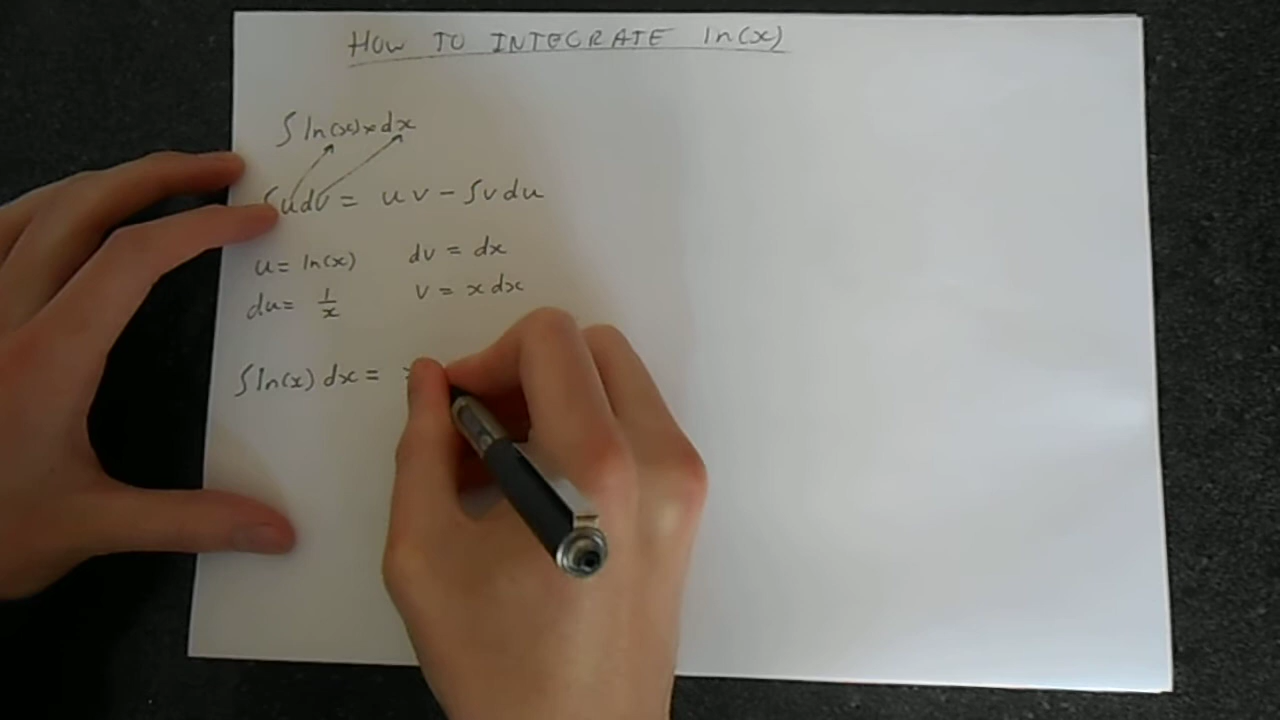 HOW TO INTEGRATE ln(x)
∫ ln(x) × dx
∫ u dv = uv − ∫ v du
u = ln(x) dv = dx
du = 1/x v = x dx
∫ ln(x) dx =